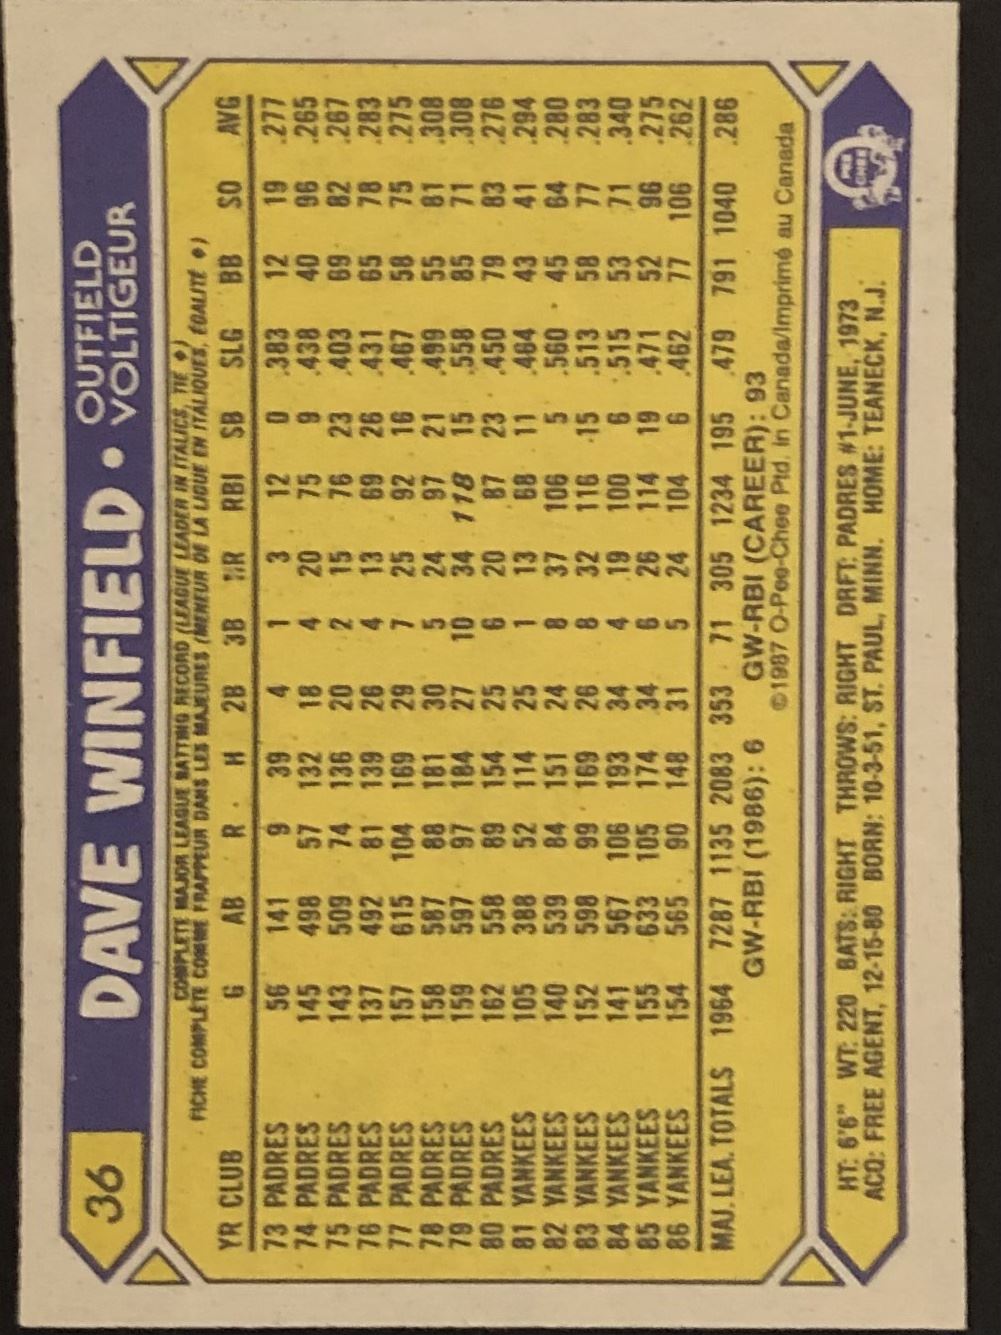 36 DAVE WINFIELD • OUTFIELD
VOLTIGEUR
COMPLETE MAJOR LEAGUE BATTING RECORD (LEAGUE LEADER IN ITALICS, TIE ♦)
FICHE COMPLÈTE COMME FRAPPEUR DANS LES MAJEURES (MENEUR DE LA LIGUE EN ITALIQUES, ÉGALITÉ ♦)
YR CLUB G AB R H 2B 3B HR RBI SB SLG BB SO AVG
73 PADRES 56 141 9 39 4 1 3 12 0 .383 12 19 .277
74 PADRES 145 498 57 132 18 4 20 75 9 .438 40 96 .265
75 PADRES 143 509 74 136 20 2 15 76 23 .403 69 82 .267
76 PADRES 137 492 81 139 26 4 13 69 26 .431 65 78 .283
77 PADRES 157 615 104 169 29 7 25 92 16 .467 58 75 .275
78 PADRES 158 587 88 181 30 5 24 97 21 .499 55 81 .308
79 PADRES 159 597 97 184 27 10 34 118 15 .558 85 71 .308
80 PADRES 162 558 89 154 25 6 20 87 23 .450 79 83 .276
81 YANKEES 105 388 52 114 25 1 13 68 11 .464 43 41 .294
82 YANKEES 140 539 84 151 24 8 37 106 5 .560 45 64 .280
83 YANKEES 152 598 99 169 26 8 32 116 15 .513 58 77 .283
84 YANKEES 141 567 106 193 34 4 19 100 6 .515 53 71 .340
85 YANKEES 155 633 105 174 34 6 26 114 19 .471 52 96 .275
86 YANKEES 154 565 90 148 31 5 24 104 6 .462 77 106 .262
MAJ. LEA. TOTALS 1964 7287 1135 2083 353 71 305 1234 195 .479 791 1040 .286
GW-RBI (1986): 6 GW-RBI (CAREER): 93
©1987 O-Pee-Chee Ptd. in Canada/Imprimé au Canada
HT: 6'6" WT: 220 BATS: RIGHT THROWS: RIGHT DRFT: PADRES #1-JUNE, 1973
ACQ: FREE AGENT, 12-15-80 BORN: 10-3-51, ST. PAUL, MINN. HOME: TEANECK, N.J.
O PEE CHEE